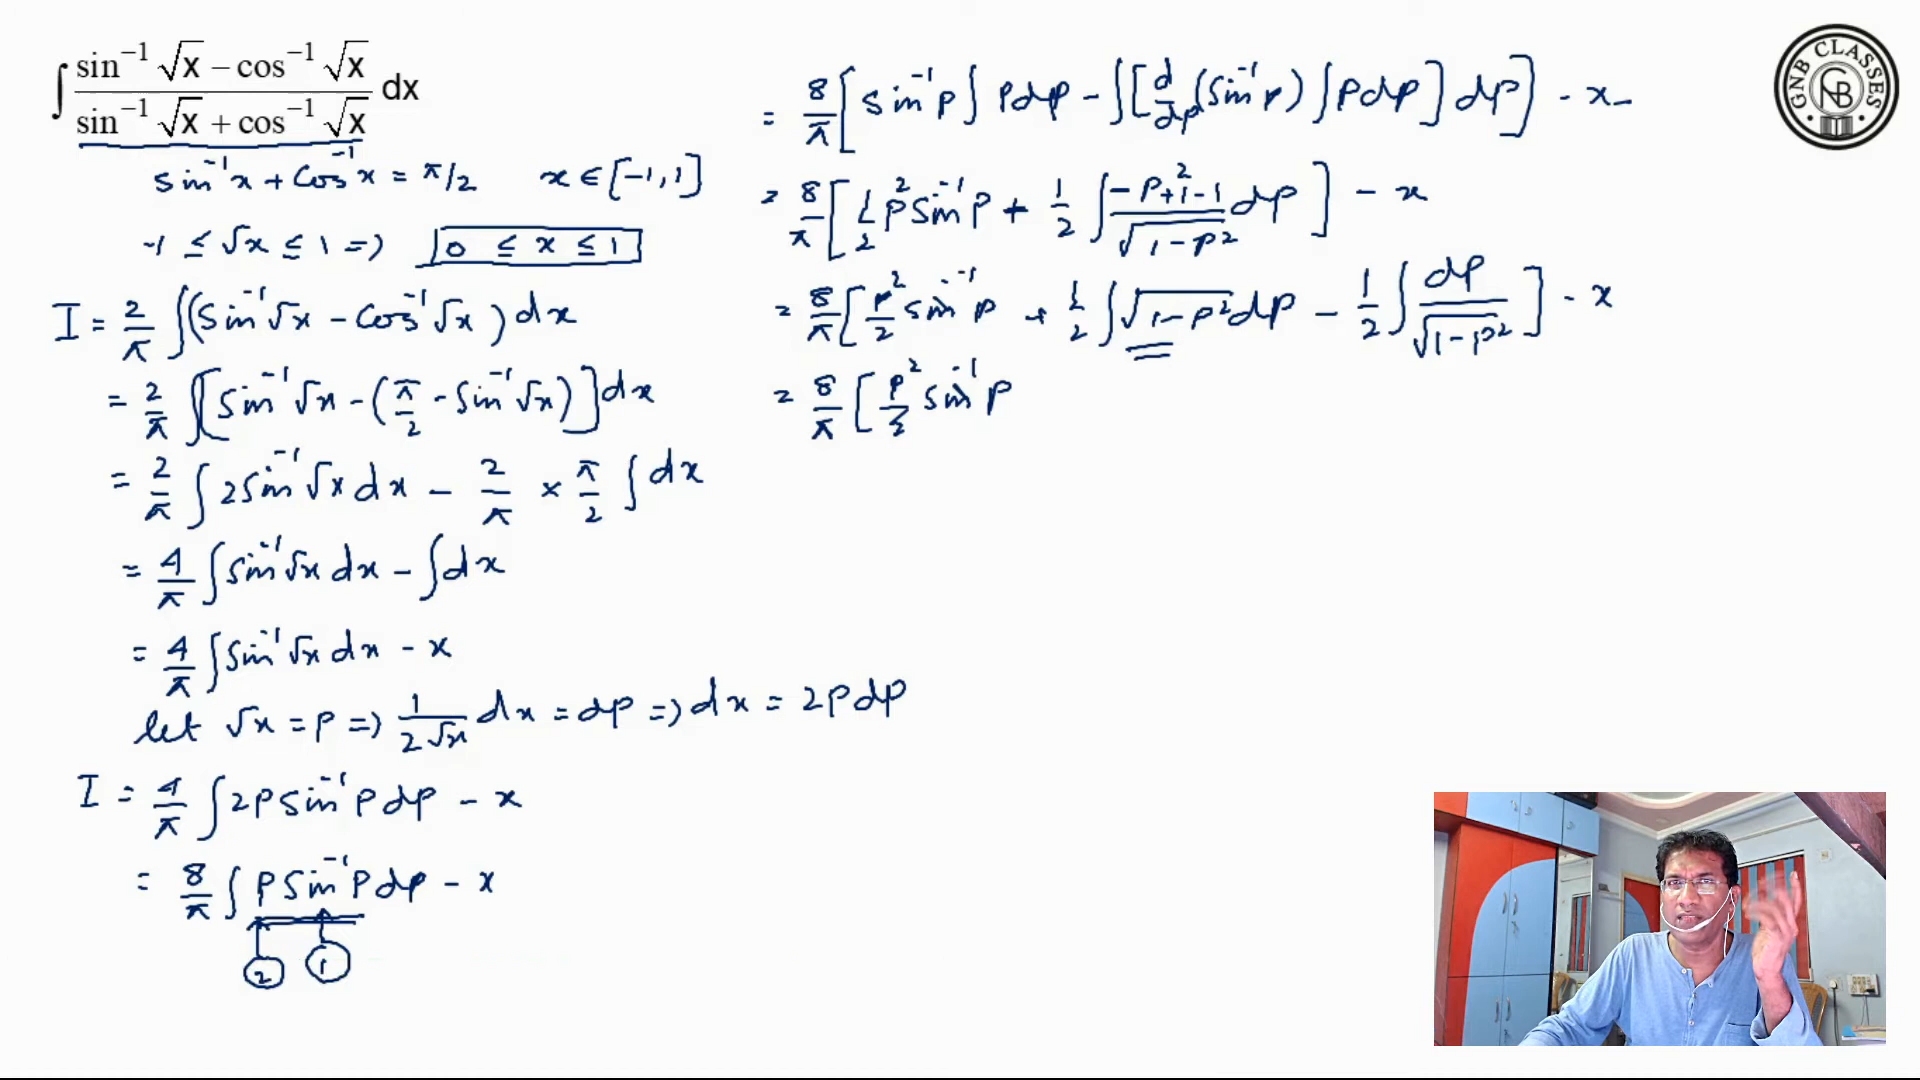 ∫ (sin⁻¹ √x − cos⁻¹ √x)/(sin⁻¹ √x + cos⁻¹ √x) dx
sin⁻¹x + cos⁻¹x = π/2   x ∈ [-1, 1]
-1 ≤ √x ≤ 1 => 0 ≤ x ≤ 1
I = 2/π ∫(sin⁻¹√x − cos⁻¹√x) dx
= 2/π ∫[sin⁻¹√x − (π/2 − sin⁻¹√x)] dx
= 2/π ∫ 2 sin⁻¹√x dx − 2/π × π/2 ∫ dx
= 4/π ∫ sin⁻¹√x dx − ∫ dx
= 4/π ∫ sin⁻¹√x dx − x
let √x = p => 1/(2√x) dx = dp => dx = 2p dp
I = 4/π ∫ 2p sin⁻¹p dp − x
= 8/π ∫ p sin⁻¹p dp − x
2 1
= 8/π [sin⁻¹p ∫ p dp − ∫[d/dp (sin⁻¹p) ∫ p dp] dp] − x
= 8/π [1/2 p² sin⁻¹p + 1/2 ∫ (−p²+1−1)/√(1−p²) dp] − x
= 8/π [p²/2 sin⁻¹p + 1/2 ∫ √(1−p²) dp − 1/2 ∫ dp/√(1−p²)] − x
= 8/π [p²/2 sin⁻¹p
GNB CLASSES
GNB